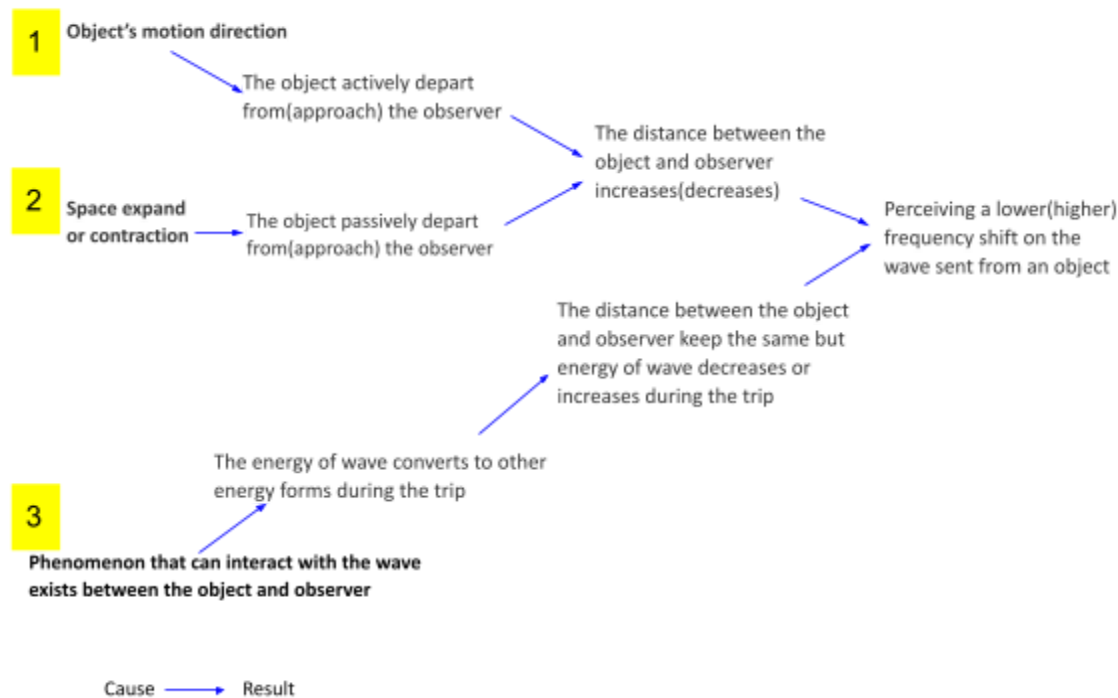 1
Object's motion direction
The object actively depart
from(approach) the observer
The distance between the
object and observer
increases(decreases)
2
Space expand
or contraction
The object passively depart
from(approach) the observer
Perceiving a lower(higher)
frequency shift on the
wave sent from an object
The distance between the object
and observer keep the same but
energy of wave decreases or
increases during the trip
The energy of wave converts to other
energy forms during the trip
3
Phenomenon that can interact with the wave
exists between the object and observer
Cause
Result